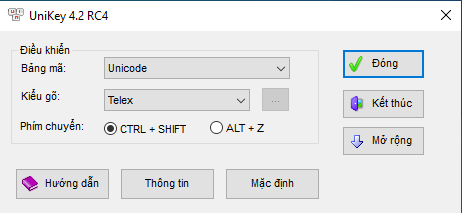 UniKey 4.2 RC4
Điều khiển
Bảng mã: Unicode
Kiểu gõ: Telex ...
Phím chuyển: CTRL + SHIFT ALT + Z
Đóng
Kết thúc
Mở rộng
Hướng dẫn Thông tin Mặc định